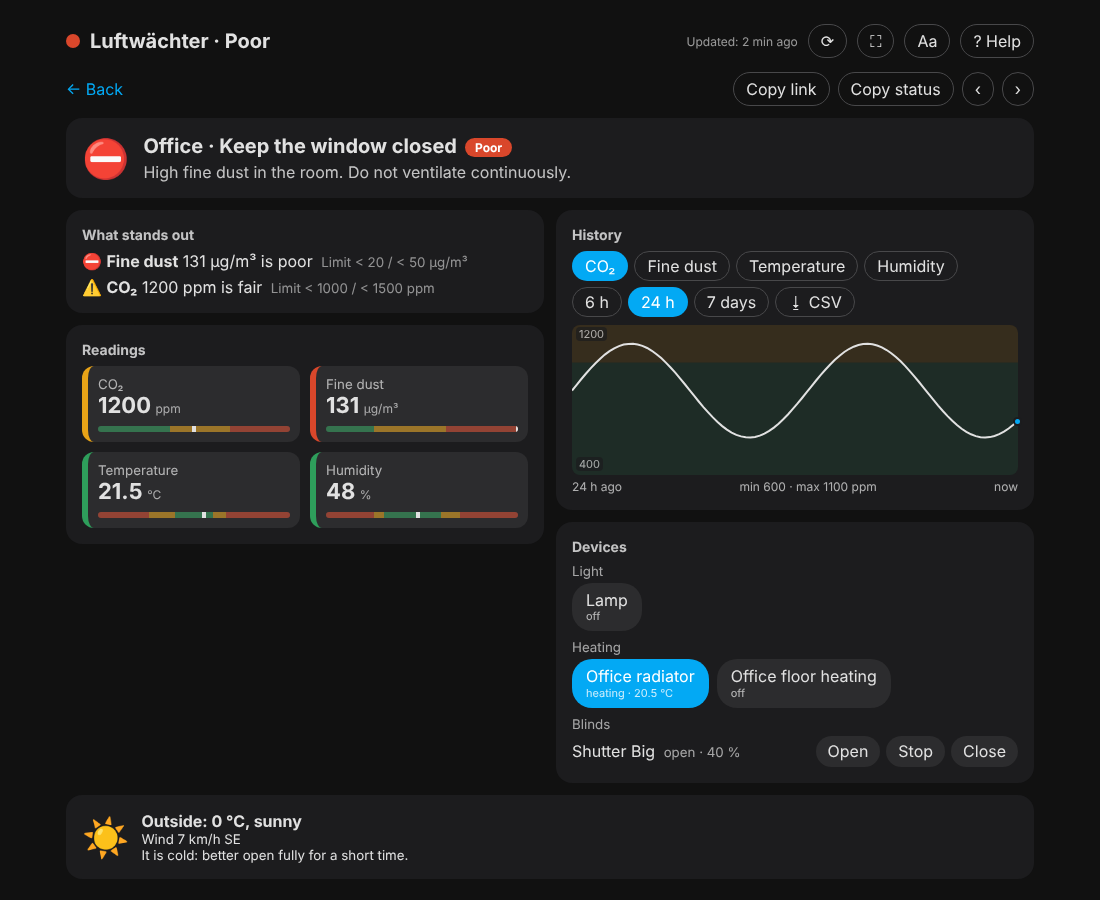 Luftwächter · Poor
Updated: 2 min ago
⟳
⛶
Aa
? Help
← Back
Copy link
Copy status
‹
›
Office · Keep the window closed Poor
High fine dust in the room. Do not ventilate continuously.
What stands out
⛔ Fine dust 131 µg/m³ is poor Limit < 20 / < 50 µg/m³
⚠️ CO₂ 1200 ppm is fair Limit < 1000 / < 1500 ppm
Readings
CO₂
1200 ppm
Fine dust
131 µg/m³
Temperature
21.5 °C
Humidity
48 %
History
CO₂ Fine dust Temperature Humidity
6 h 24 h 7 days ⭳ CSV
1200
400
24 h ago min 600 · max 1100 ppm now
Devices
Light
Lamp
off
Heating
Office radiator
heating · 20.5 °C
Office floor heating
off
Blinds
Shutter Big open · 40 % Open Stop Close
Outside: 0 °C, sunny
Wind 7 km/h SE
It is cold: better open fully for a short time.